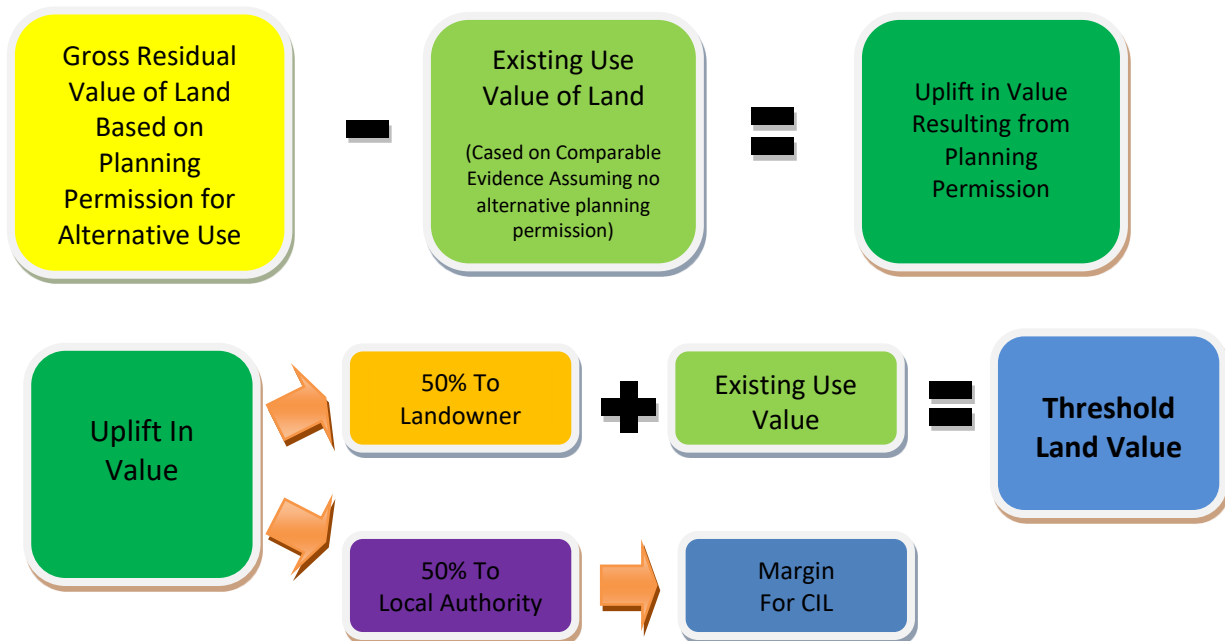 Gross Residual
Value of Land
Based on
Planning
Permission for
Alternative Use
Existing Use
Value of Land
(Cased on Comparable
Evidence Assuming no
alternative planning
permission)
Uplift in Value
Resulting from
Planning
Permission
Uplift In
Value
50% To
Landowner
Existing Use
Value
Threshold
Land Value
50% To
Local Authority
Margin
For CIL